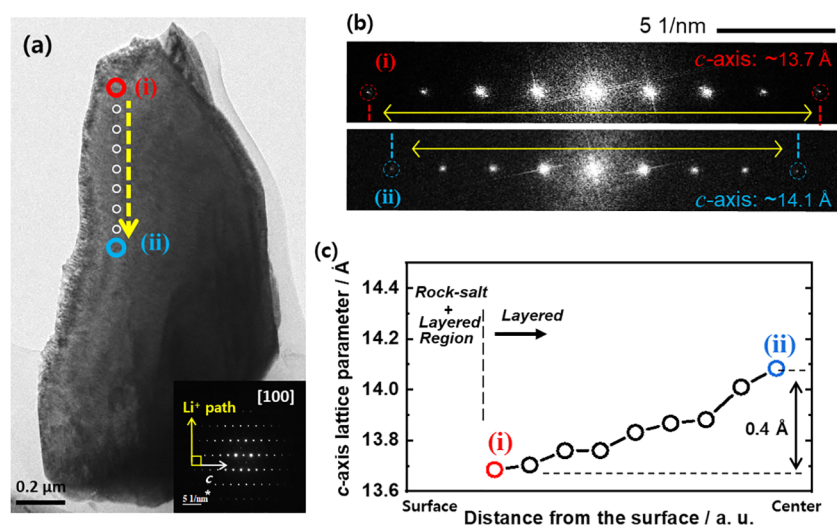 (a)
(i)
(ii)
[100]
Li⁺ path
c
*
5 1/nm
0.2 μm
(b)
5 1/nm
(i)
c-axis: ~13.7 Å
(ii)
c-axis: ~14.1 Å
(c)
c-axis lattice parameter / Å
14.4
14.2
14.0
13.8
13.6
Rock-salt
+
Layered
Region
Layered
(i)
(ii)
0.4 Å
Surface
Center
Distance from the surface / a. u.